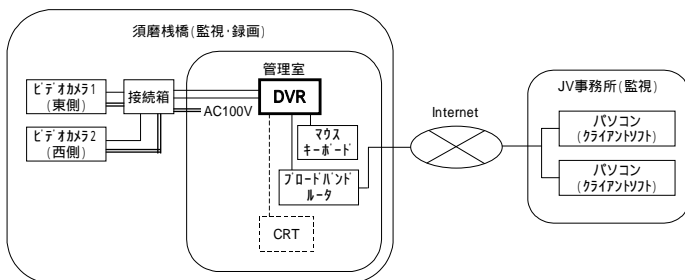 須磨桟橋(監視･録画)
管理室
ﾋﾞﾃﾞｵｶﾒﾗ1
(東側)
接続箱
DVR
AC100V
ﾋﾞﾃﾞｵｶﾒﾗ2
(西側)
ﾏｳｽ
ｷｰﾎﾞｰﾄﾞ
ﾌﾞﾛｰﾄﾞﾊﾞﾝﾄﾞ
ﾙｰﾀ
CRT
Internet
JV事務所(監視)
ﾊﾟｿｺﾝ
(ｸﾗｲｱﾝﾄｿﾌﾄ)
ﾊﾟｿｺﾝ
(ｸﾗｲｱﾝﾄｿﾌﾄ)